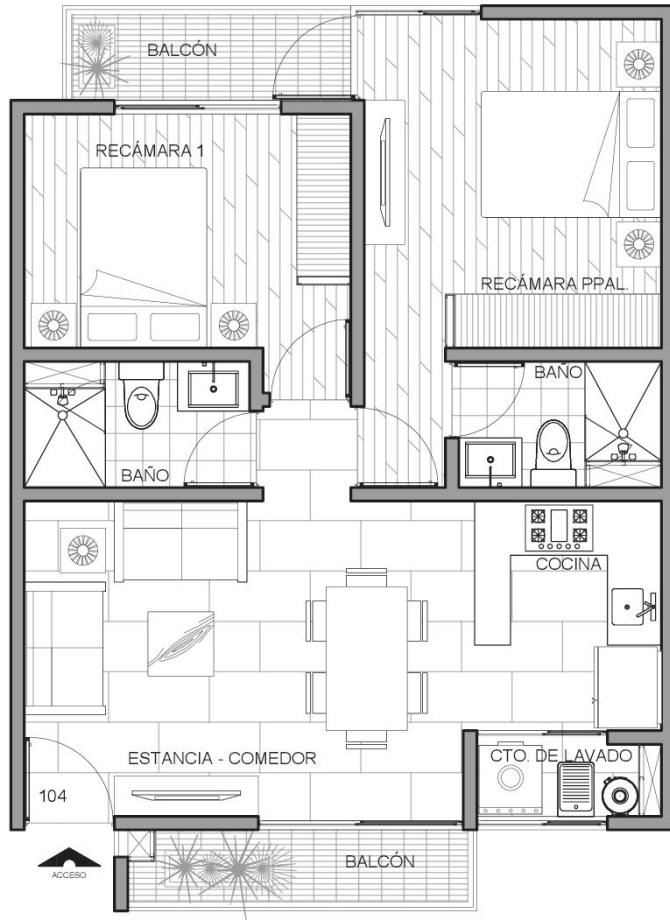 BALCÓN
RECÁMARA 1
RECÁMARA PPAL.
BAÑO
BAÑO
COCINA
ESTANCIA - COMEDOR
CTO. DE LAVADO
104
BALCÓN
ACCESO